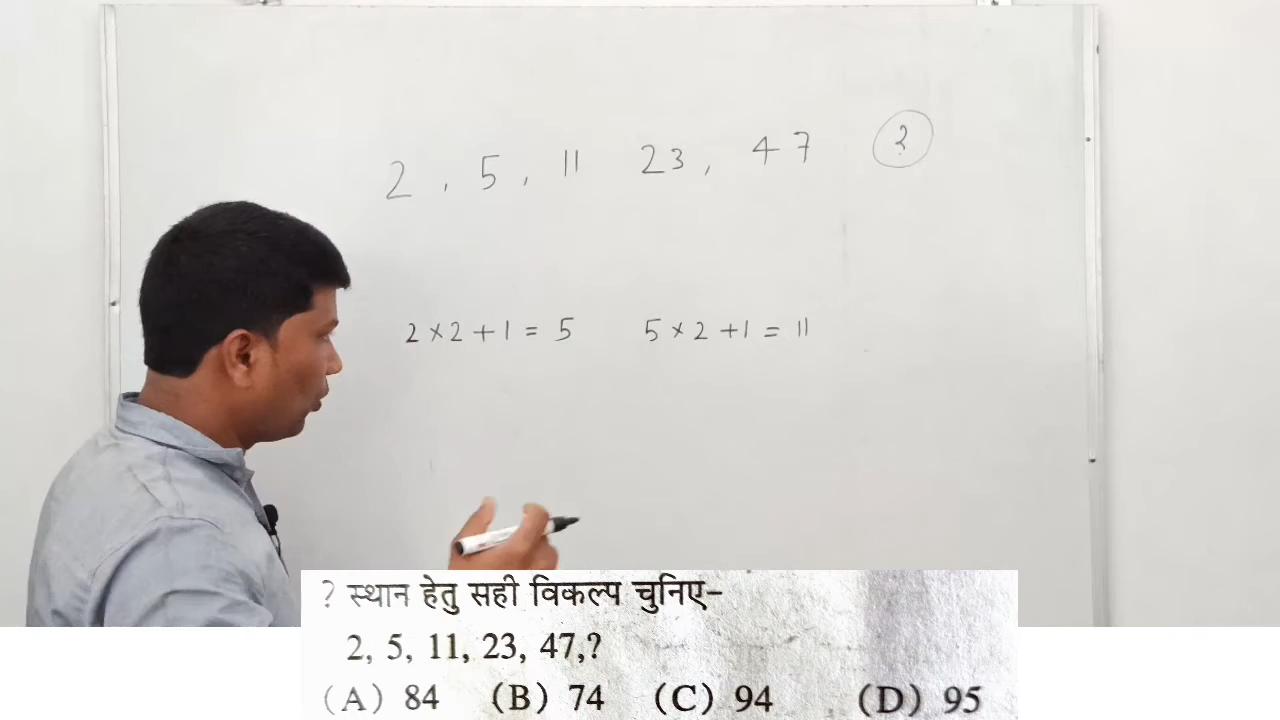 2 , 5 , 11 23 , 47 ?
2 × 2 + 1 = 5 5 × 2 + 1 = 11
? स्थान हेतु सही विकल्प चुनिए–
2, 5, 11, 23, 47,?
(A) 84 (B) 74 (C) 94 (D) 95